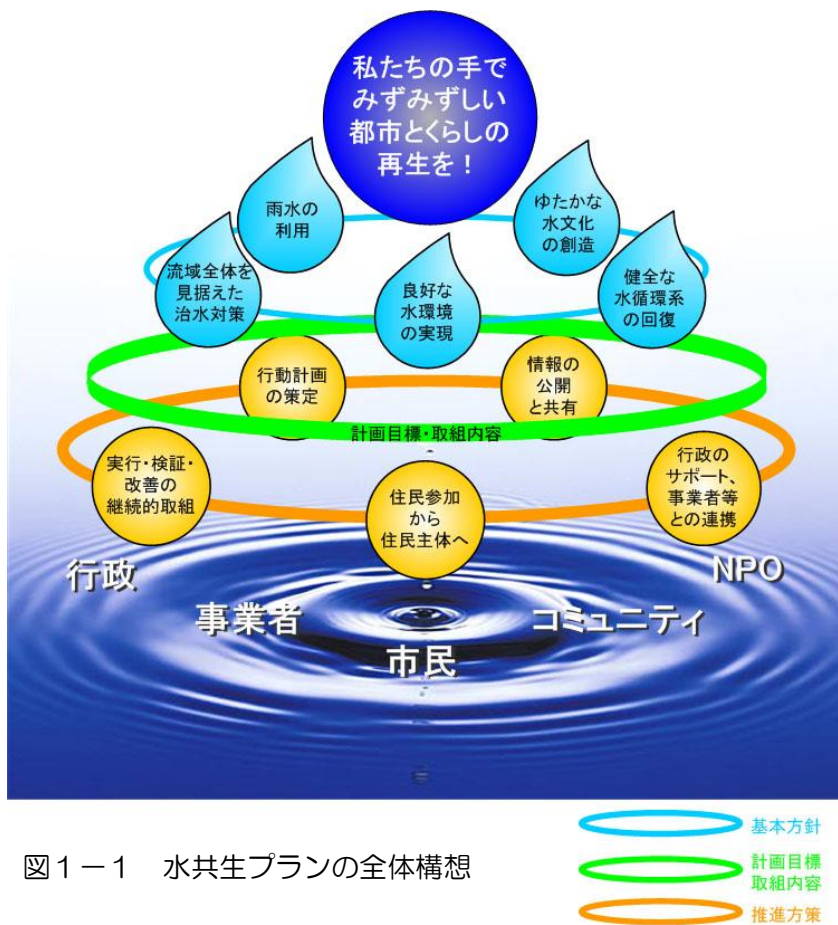 私たちの手で
みずみずしい
都市とくらしの
再生を！
雨水の
利用
ゆたかな
水文化
の創造
流域全体を
見据えた
治水対策
良好な
水環境
の実現
健全な
水循環系
の回復
行動計画
の策定
情報の
公開
と共有
計画目標・取組内容
実行・検証・
改善の
継続的取組
住民参加
から
住民主体へ
行政の
サポート、
事業者等
との連携
行政
NPO
事業者
コミュニティ
市民
基本方針
図１－１　水共生プランの全体構想
計画目標
取組内容
推進方策